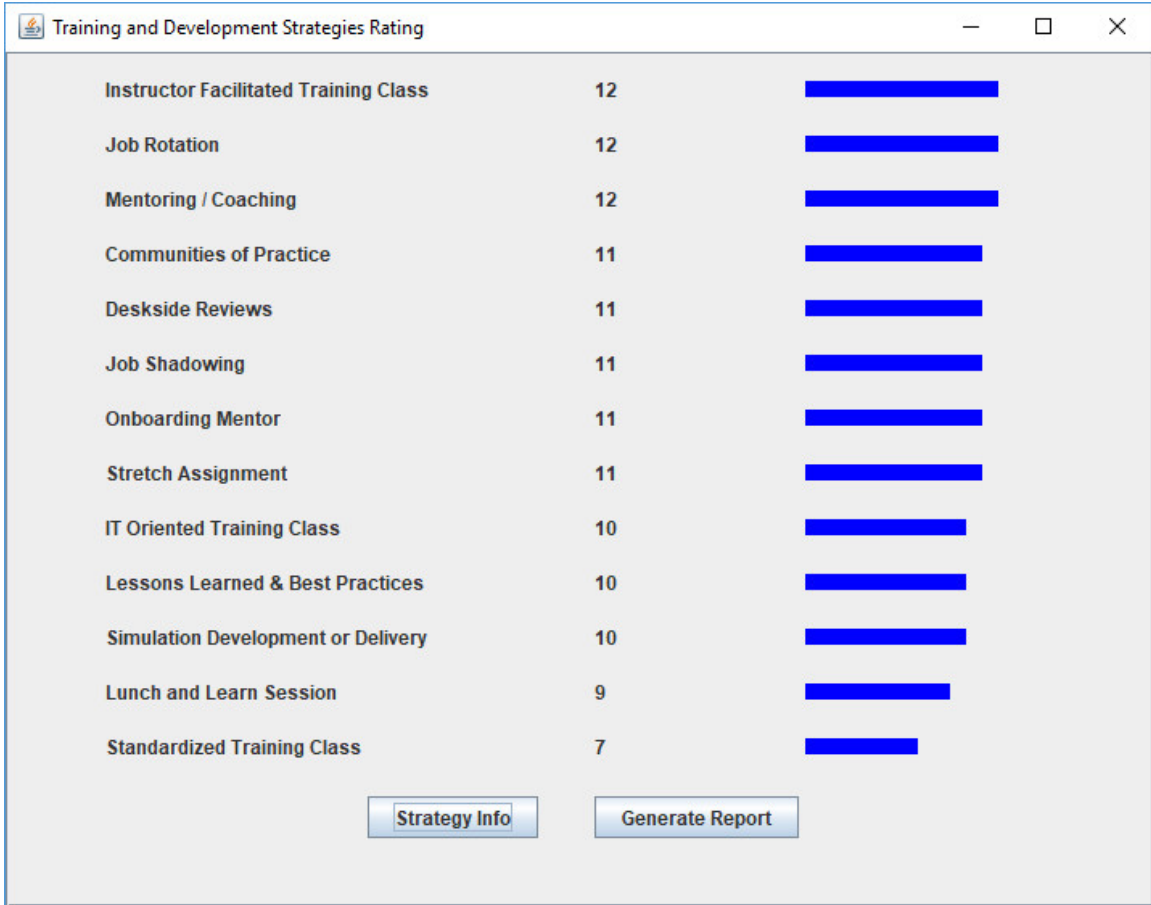 Training and Development Strategies Rating
Instructor Facilitated Training Class 12
Job Rotation 12
Mentoring / Coaching 12
Communities of Practice 11
Deskside Reviews 11
Job Shadowing 11
Onboarding Mentor 11
Stretch Assignment 11
IT Oriented Training Class 10
Lessons Learned & Best Practices 10
Simulation Development or Delivery 10
Lunch and Learn Session 9
Standardized Training Class 7
Strategy Info Generate Report